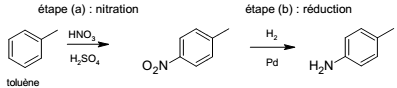 étape (a) : nitration
étape (b) : réduction
HNO3
H2SO4
H2
Pd
O2N
H2N
toluène